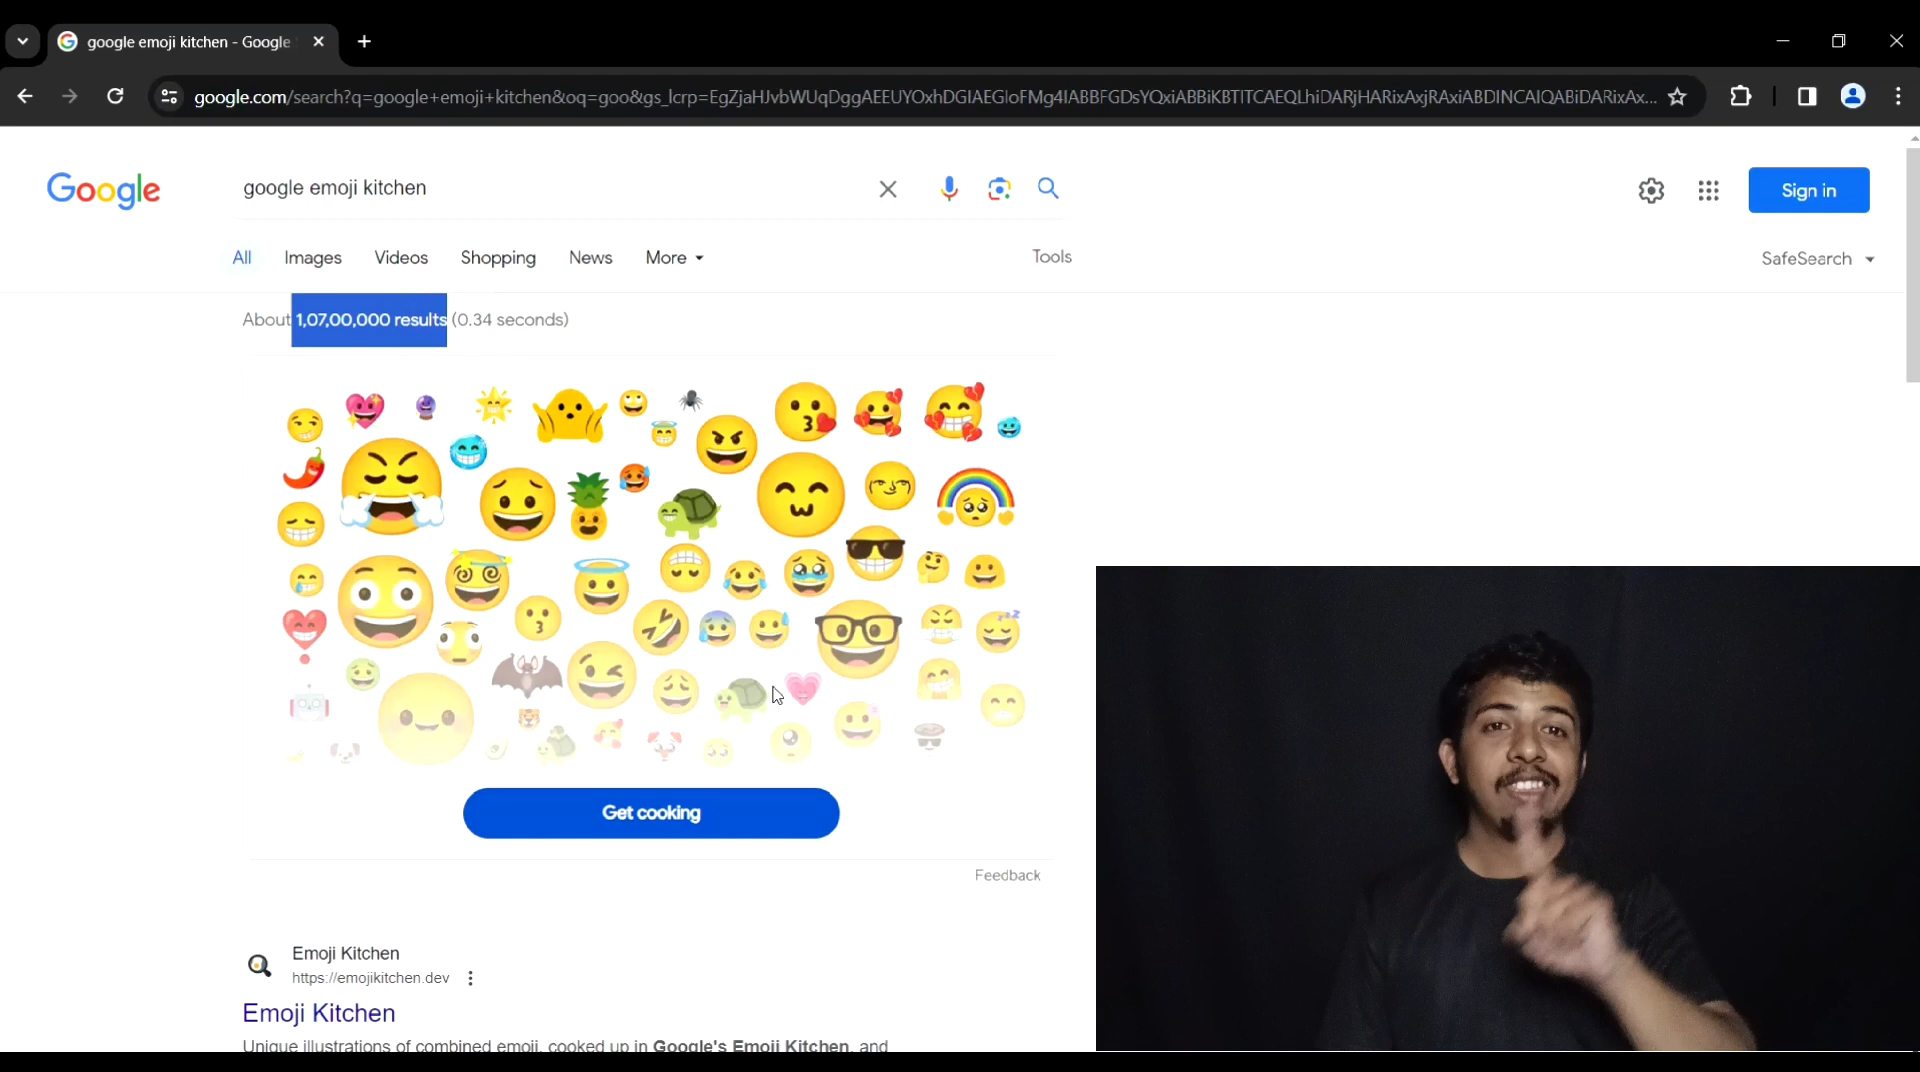 google emoji kitchen - Google
google.com/search?q=google+emoji+kitchen&oq=goo&gs_lcrp=EgZjaHJvbWUqDggAEEUYOxhDGIAEGIoFMg4IABBFGDsYQxiABBiKBTITCAEQLhiDARjHARixAxjRAxiABDINCAIQABiDARixAx...
Google
google emoji kitchen
Sign in
All Images Videos Shopping News More Tools SafeSearch
About 1,07,00,000 results (0.34 seconds)
Get cooking
Feedback
Emoji Kitchen
https://emojikitchen.dev
Emoji Kitchen
Unique illustrations of combined emoji, cooked up in Google's Emoji Kitchen, and